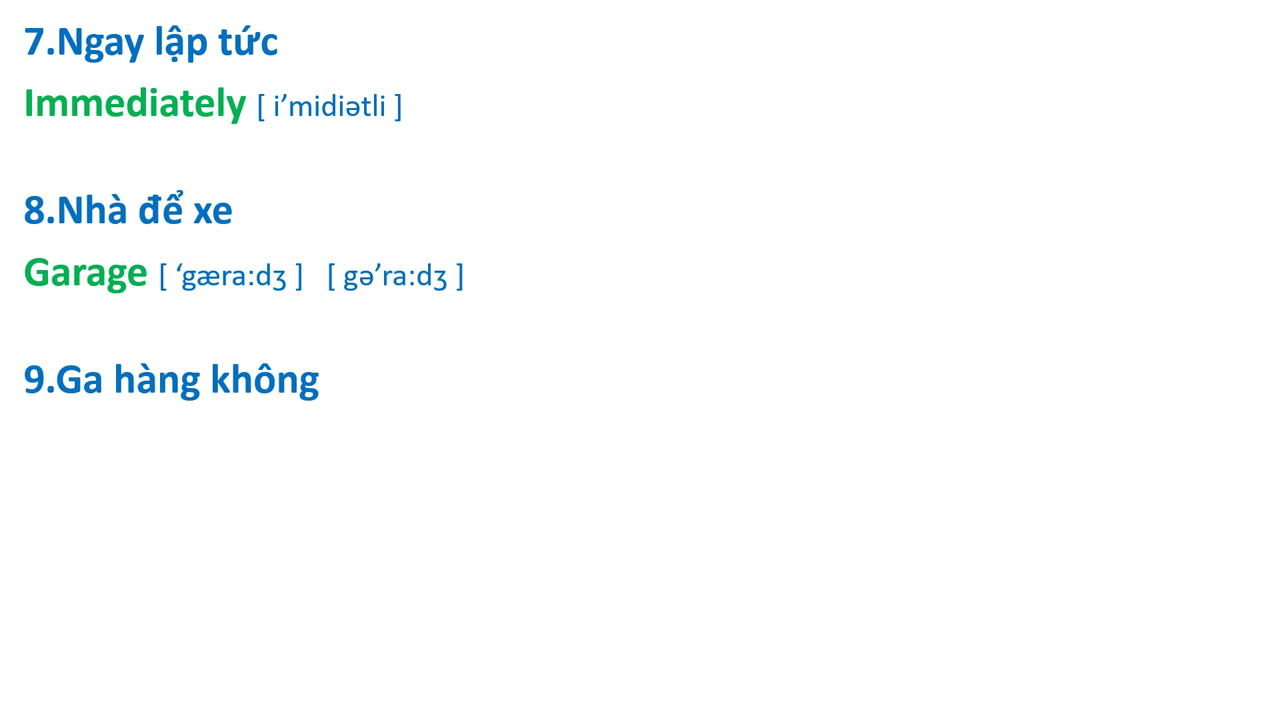 7.Ngay lập tức
Immediately [ i’midiətli ]
8.Nhà để xe
Garage [ ‘gæra:dʒ ] [ gə’ra:dʒ ]
9.Ga hàng không